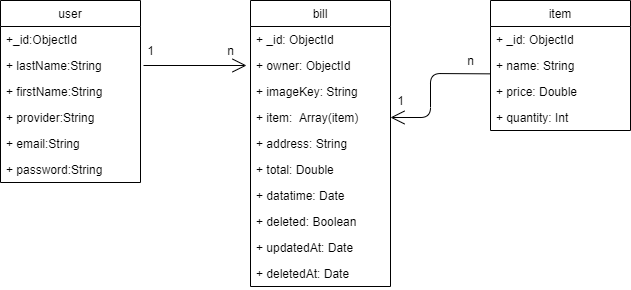 user
+_id:ObjectId
+ lastName:String
+ firstName:String
+ provider:String
+ email:String
+ password:String
1
n
bill
+ _id: ObjectId
+ owner: ObjectId
+ imageKey: String
+ item:  Array(item)
+ address: String
+ total: Double
+ datatime: Date
+ deleted: Boolean
+ updatedAt: Date
+ deletedAt: Date
1
n
item
+ _id: ObjectId
+ name: String
+ price: Double
+ quantity: Int